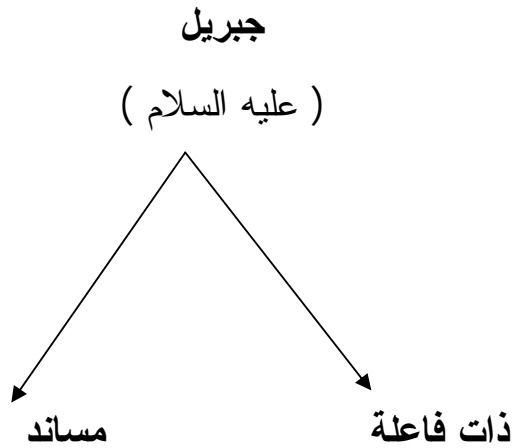 جبريل
( عليه السلام )
ذات فاعلة
مساند